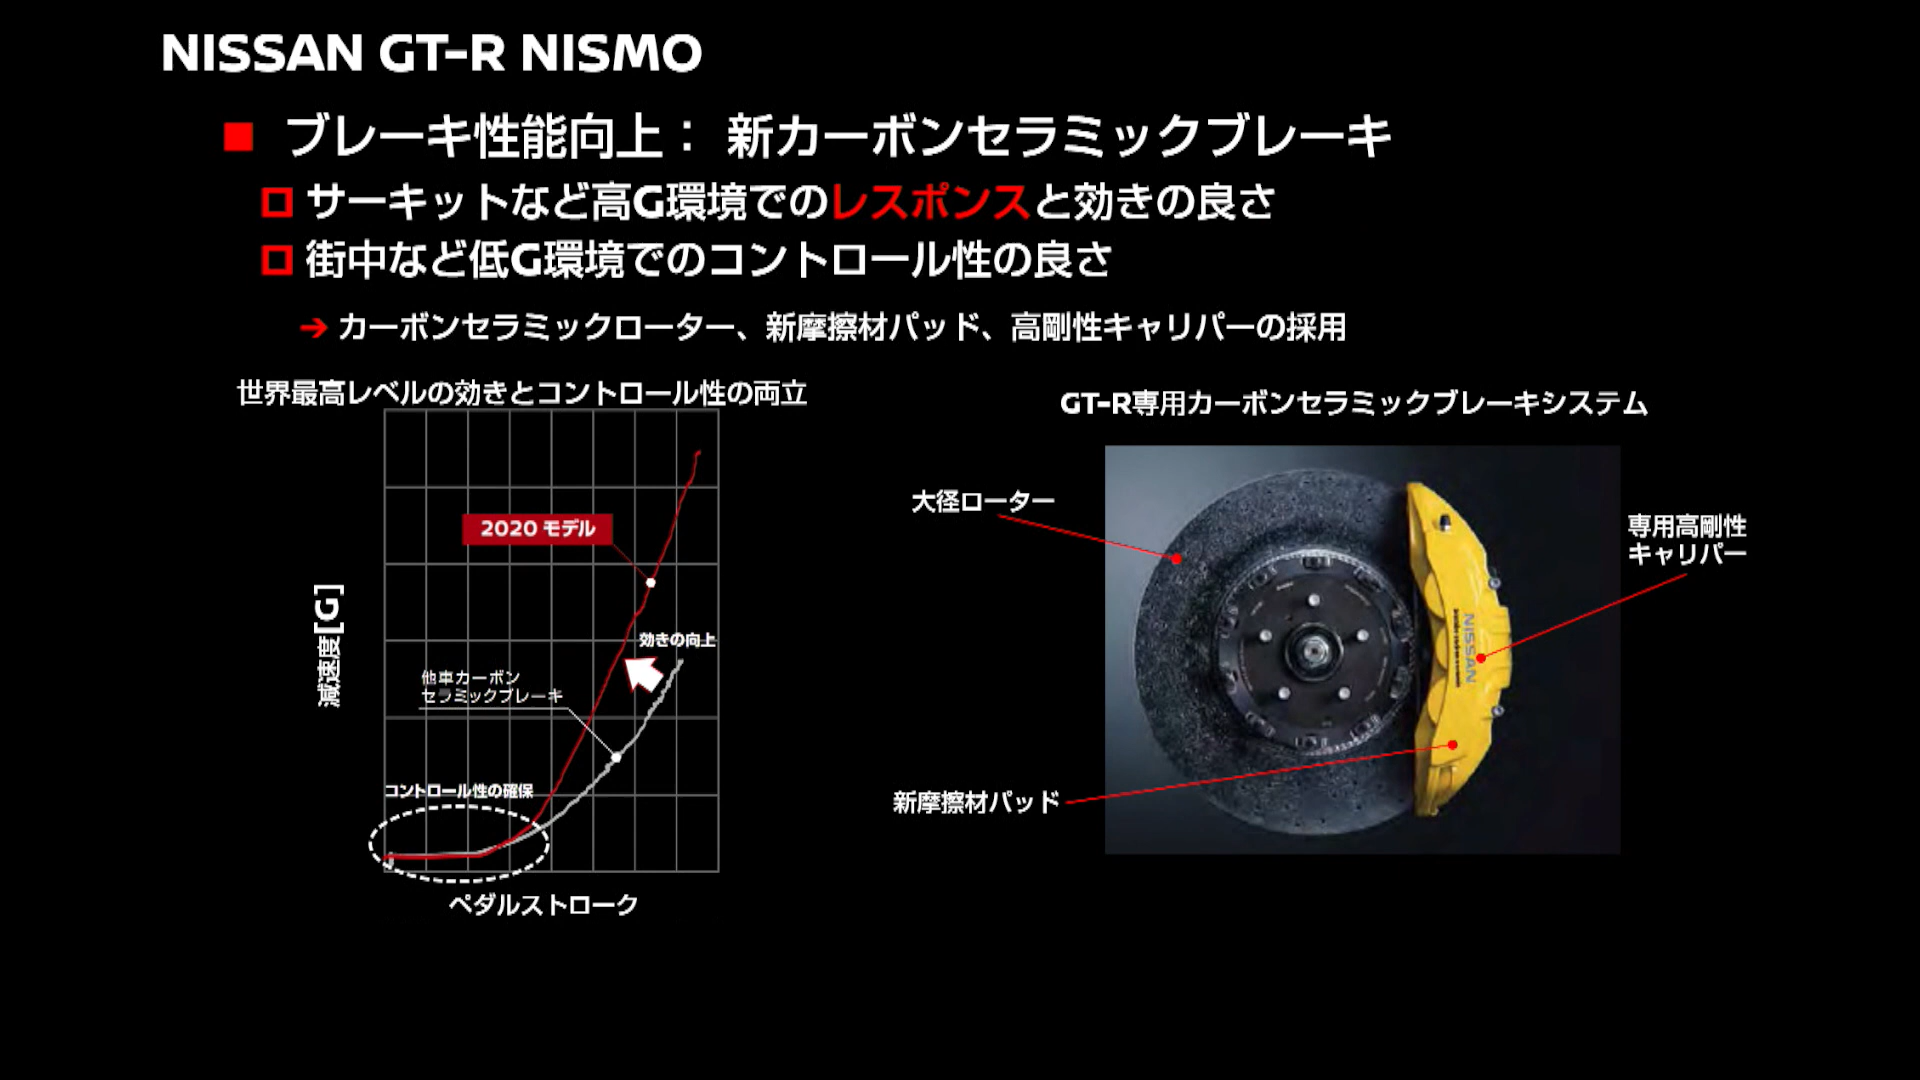 NISSAN GT-R NISMO
ブレーキ性能向上： 新カーボンセラミックブレーキ
サーキットなど高G環境でのレスポンスと効きの良さ
街中など低G環境でのコントロール性の良さ
➔ カーボンセラミックローター、新摩擦材パッド、高剛性キャリパーの採用
世界最高レベルの効きとコントロール性の両立
2020 モデル
減速度[G]
効きの向上
他車カーボン
セラミックブレーキ
コントロール性の確保
ペダルストローク
GT-R専用カーボンセラミックブレーキシステム
大径ローター
専用高剛性
キャリパー
NISSAN
新摩擦材パッド